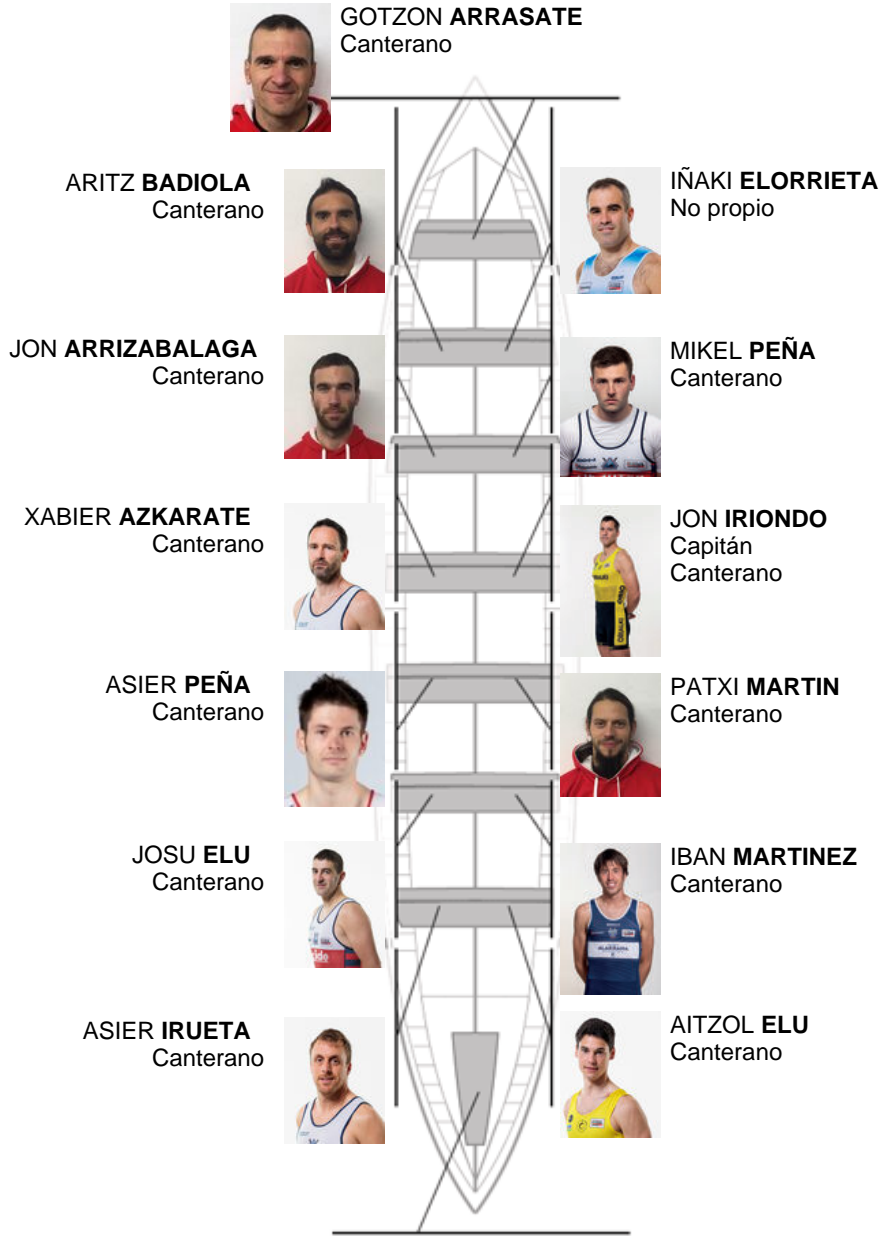 GOTZON ARRASATE
Canterano
ARITZ BADIOLA
Canterano
IÑAKI ELORRIETA
No propio
JON ARRIZABALAGA
Canterano
MIKEL PEÑA
Canterano
XABIER AZKARATE
Canterano
JON IRIONDO
Capitán
Canterano
ASIER PEÑA
Canterano
PATXI MARTIN
Canterano
JOSU ELU
Canterano
IBAN MARTINEZ
Canterano
ASIER IRUETA
Canterano
AITZOL ELU
Canterano